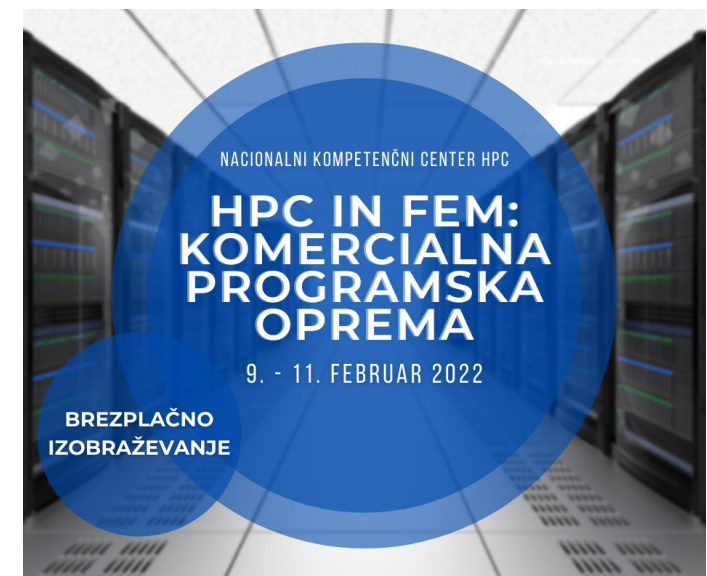 NACIONALNI KOMPETENČNI CENTER HPC
HPC IN FEM:
KOMERCIALNA
PROGRAMSKA
OPREMA
9. - 11. FEBRUAR 2022
BREZPLAČNO
IZOBRAŽEVANJE